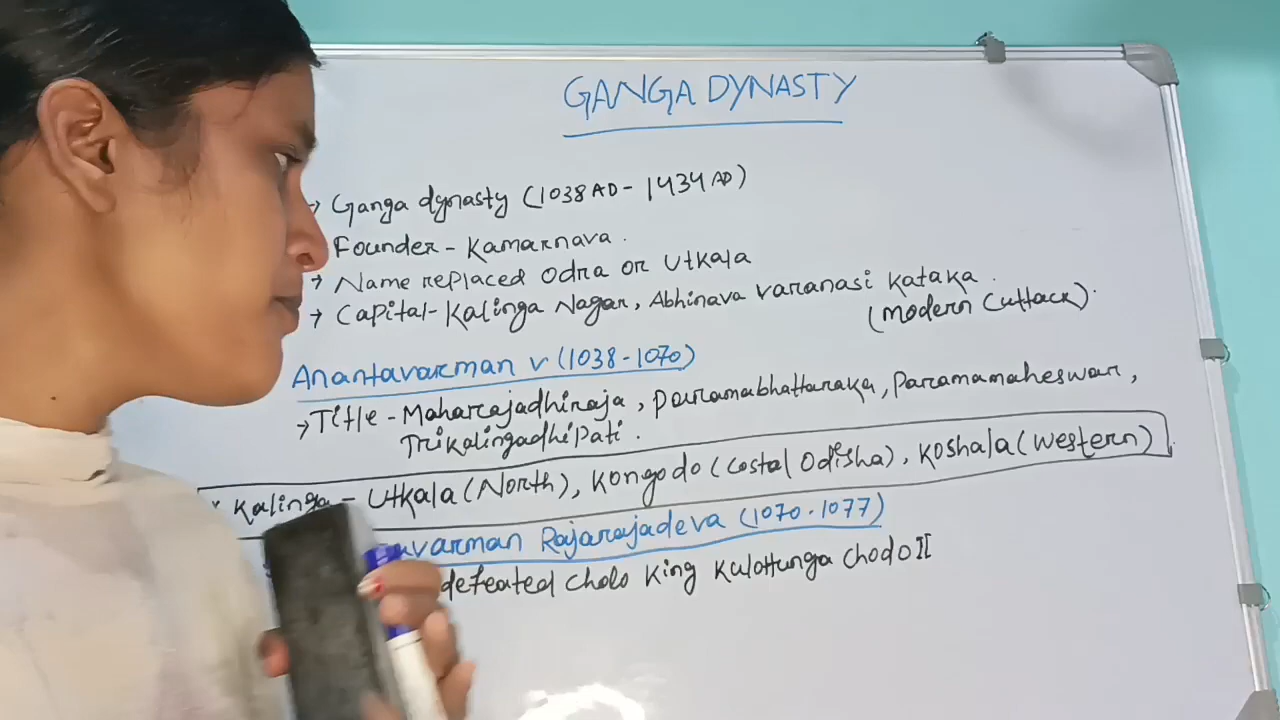 GANGA DYNASTY
→ Ganga dynasty (1038 AD - 1434 AD)
Founder - Kamarnava.
→ Name replaced Odra or Utkala
→ Capital - Kalinga Nagar, Abhinava varanasi Kataka.
(Modern Cuttack).
Anantavarman v (1038 - 1070)
→ Title - Maharajadhiraja, paramabhattaraka, paramamaheswar,
Trikalingadhipati.
Kalinga - Utkala (North), Kongodo (Costal Odisha), Koshala (Western)
varman Rajarajadeva (1070 - 1077)
defeated Cholo King Kulottunga Chodo II